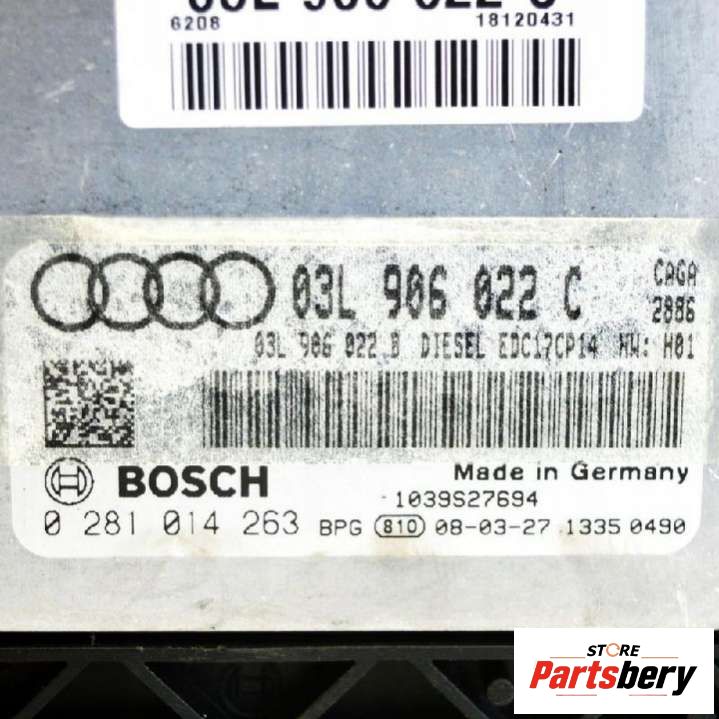 6208 18120431
03L 906 022 C CAGA
2886
03L 906 022 B DIESEL EDC17CP14 HW: H01
BOSCH Made in Germany
1039S27694
0 281 014 263 BPG 810 08-03-27 1335 0490
STORE
Partsbery